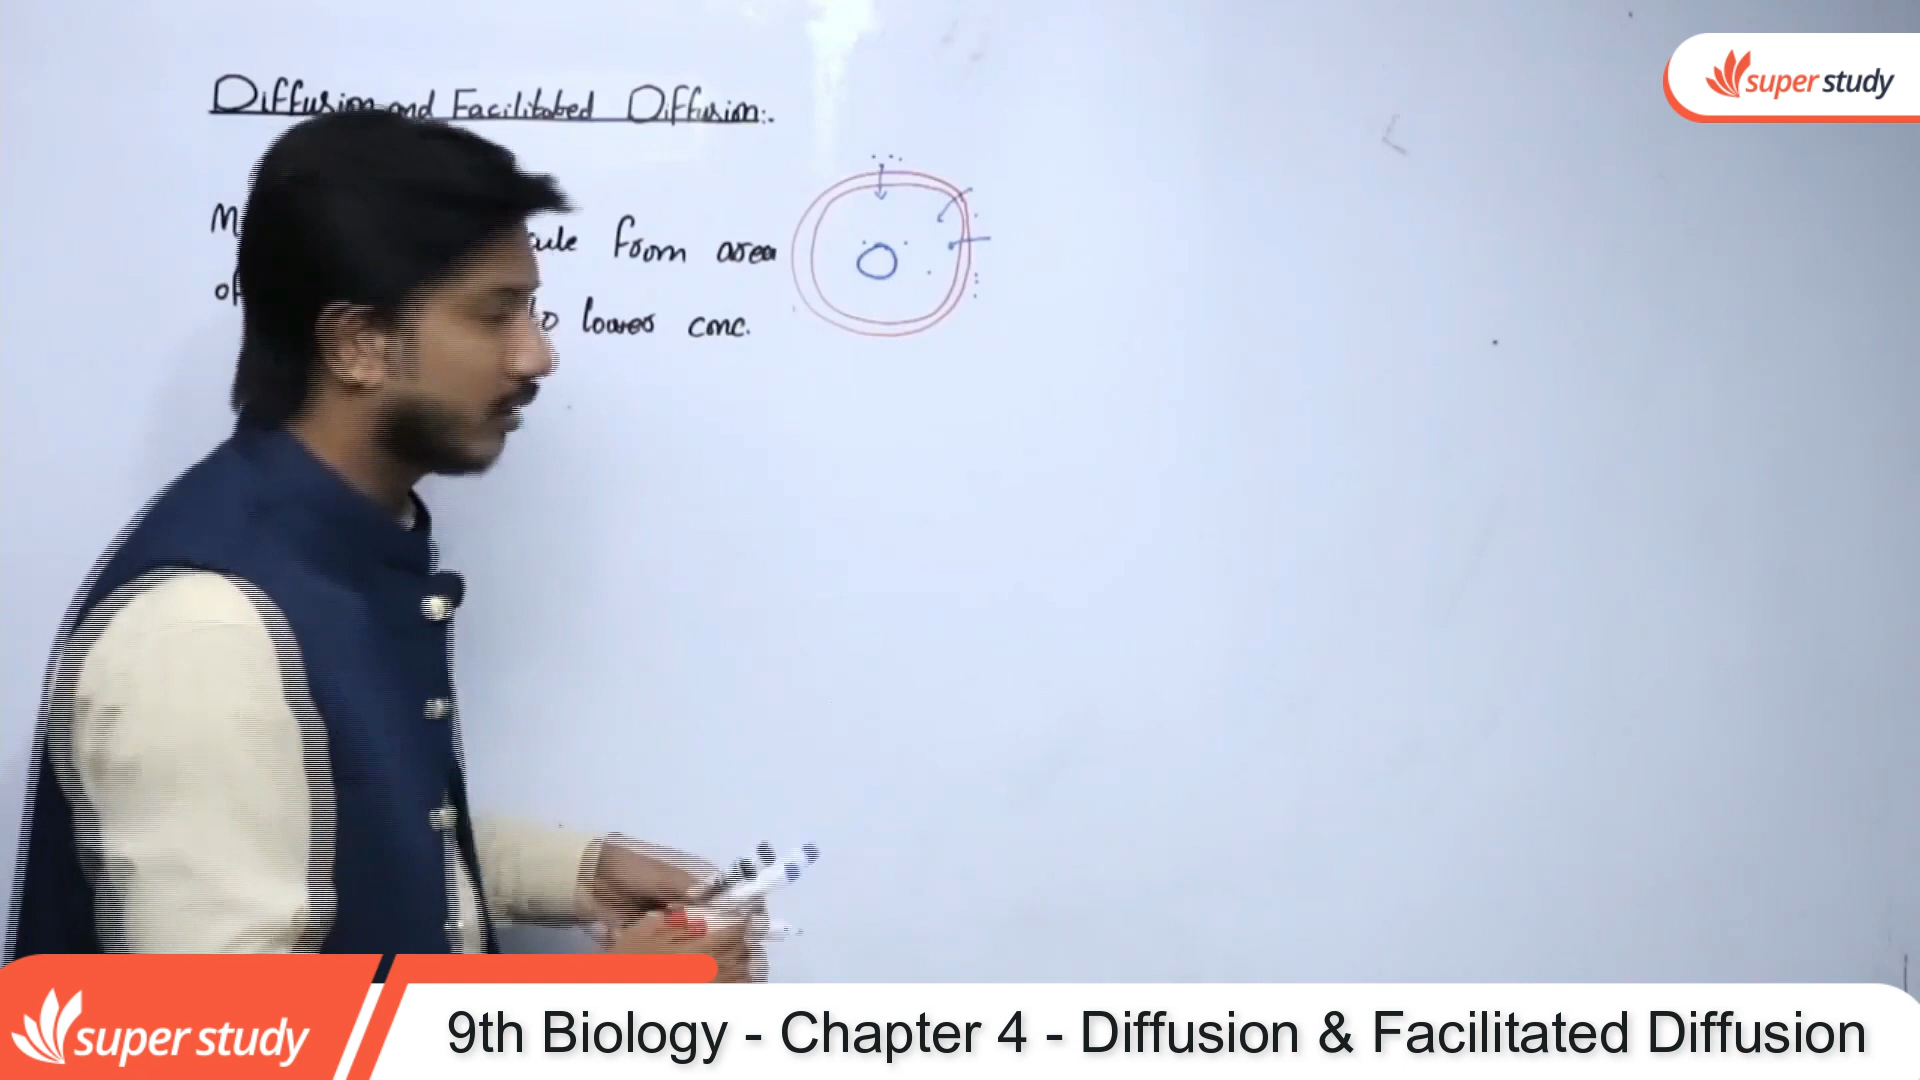 Diffusion and Facilitated Diffusion:.
from area
to lower conc.
super study
super study
9th Biology - Chapter 4 - Diffusion & Facilitated Diffusion